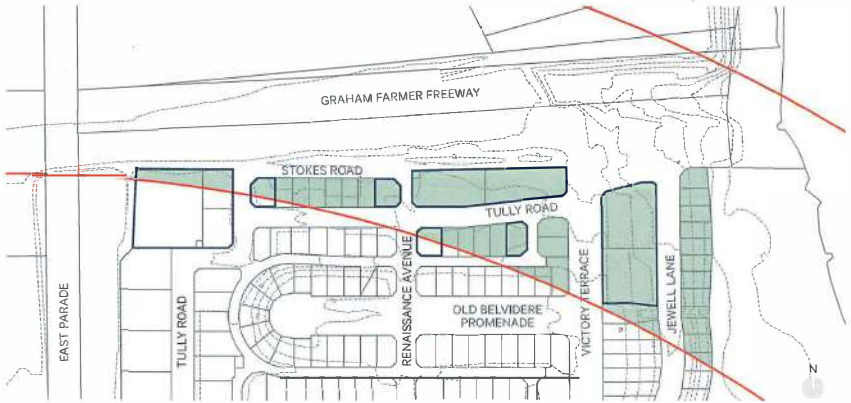 GRAHAM FARMER FREEWAY
STOKES ROAD
TULLY ROAD
EAST PARADE
TULLY ROAD
RENAISSANCE AVENUE
OLD BELVIDERE
PROMENADE
VICTORY TERRACE
JEWELL LANE
N